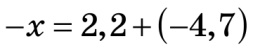 -x = 2,2+(-4,7)